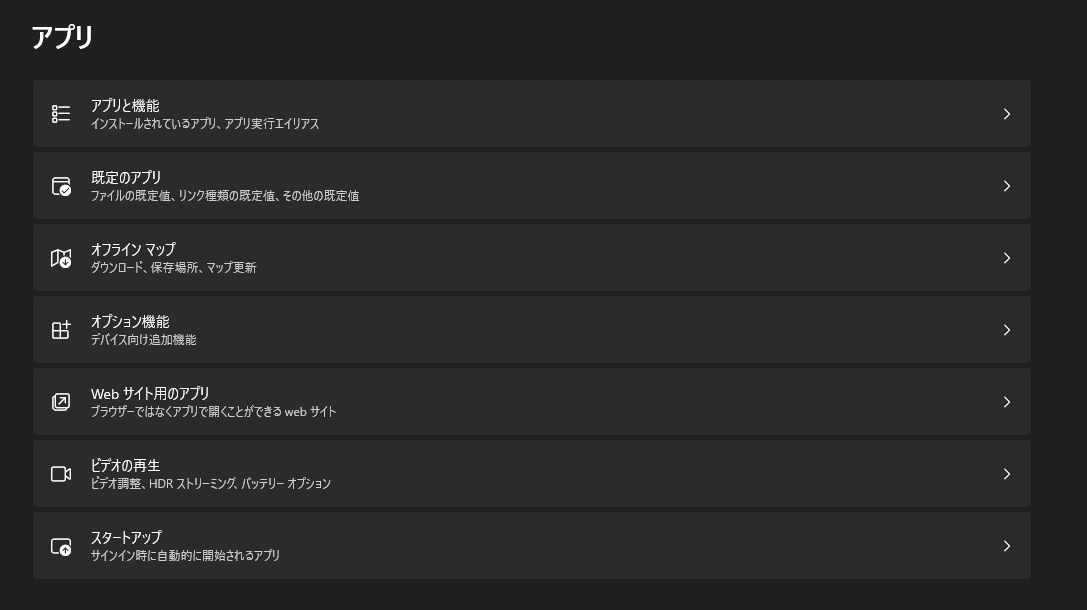 アプリ
アプリと機能
インストールされているアプリ、アプリ実行エイリアス
既定のアプリ
ファイルの既定値、リンク種類の既定値、その他の既定値
オフライン マップ
ダウンロード、保存場所、マップ更新
オプション機能
デバイス向け追加機能
Web サイト用のアプリ
ブラウザーではなくアプリで開くことができる web サイト
ビデオの再生
ビデオ調整、HDR ストリーミング、バッテリー オプション
スタートアップ
サインイン時に自動的に開始されるアプリ